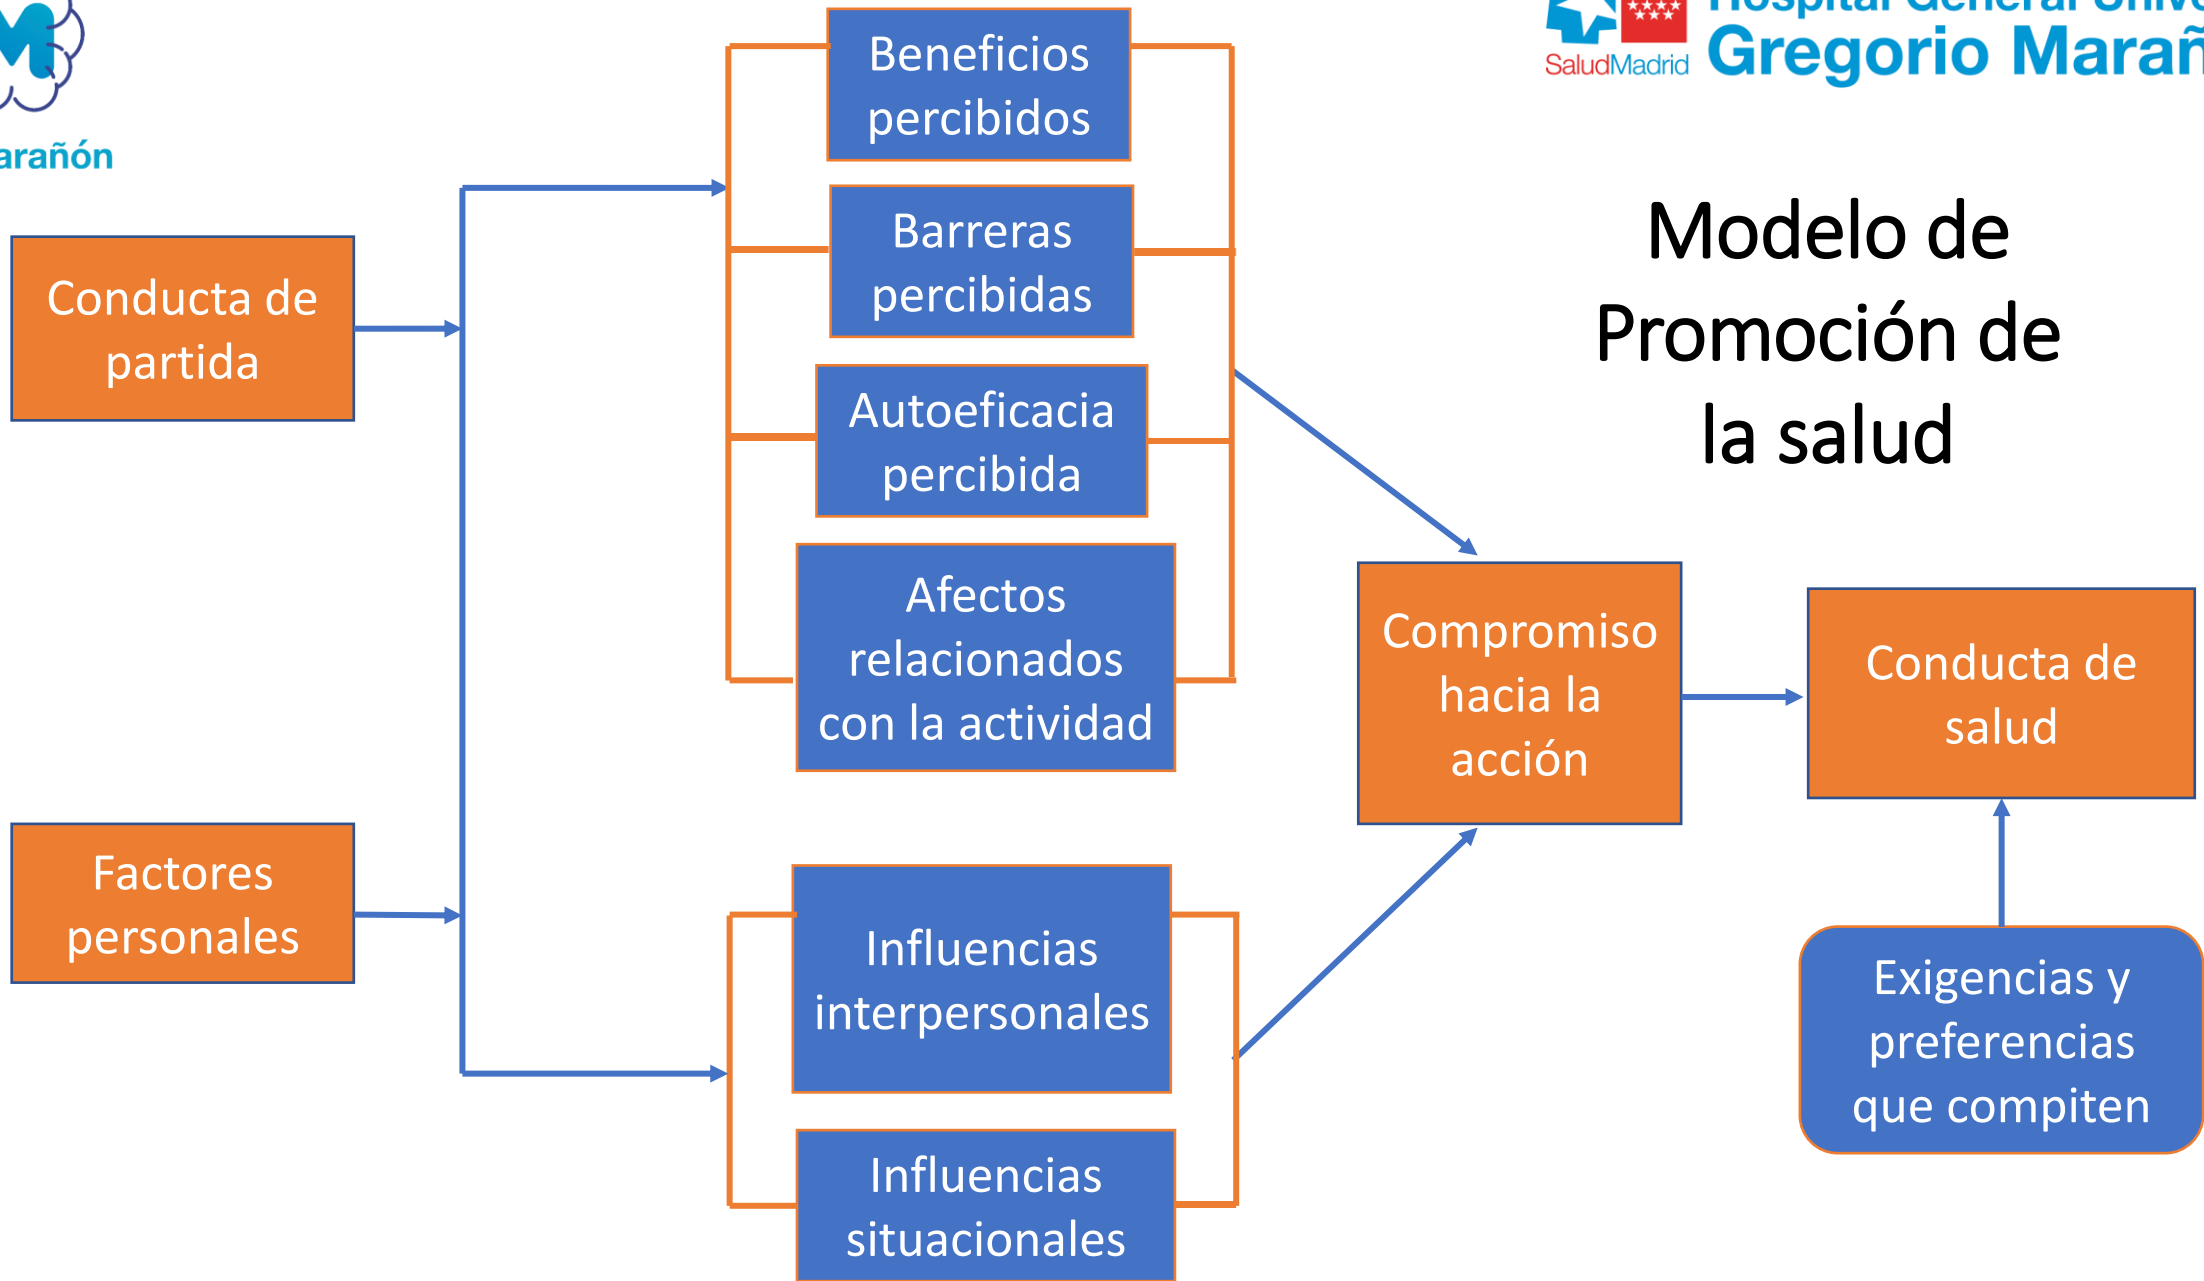 Hospital General
SaludMadrid
Gregorio
Modelo de
Promoción de
la salud
Conducta de
partida
Factores
personales
Beneficios
percibidos
Barreras
percibidas
Autoeficacia
percibida
Afectos
relacionados
con la actividad
Influencias
interpersonales
Influencias
situacionales
Compromiso
hacia la
acción
Conducta de
salud
Exigencias y
preferencias
que compiten